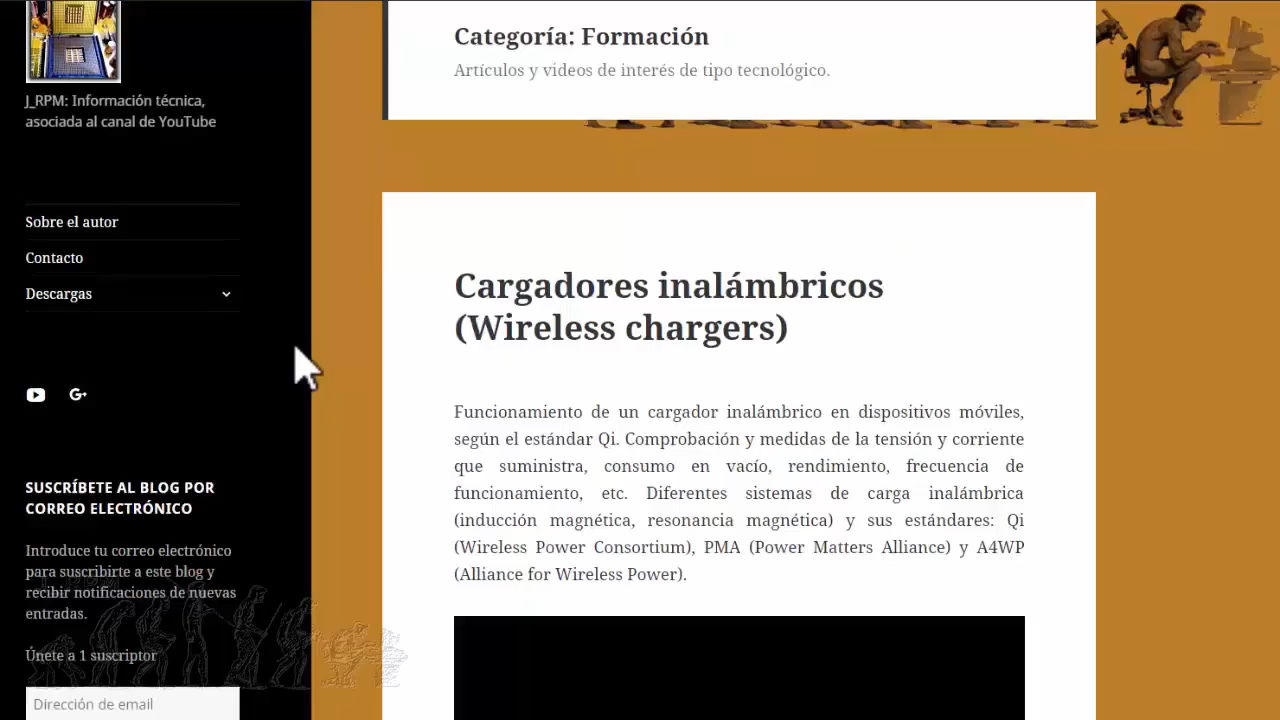 J_RPM: Información técnica,
asociada al canal de YouTube
Sobre el autor
Contacto
Descargas
G+
SUSCRÍBETE AL BLOG POR
CORREO ELECTRÓNICO
Introduce tu correo electrónico
para suscribirte a este blog y
recibir notificaciones de nuevas
entradas.
Únete a 1 suscriptor
Dirección de email
J_RPM
Categoría: Formación
Artículos y videos de interés de tipo tecnológico.
Cargadores inalámbricos
(Wireless chargers)
Funcionamiento de un cargador inalámbrico en dispositivos móviles,
según el estándar Qi. Comprobación y medidas de la tensión y corriente
que suministra, consumo en vacío, rendimiento, frecuencia de
funcionamiento, etc. Diferentes sistemas de carga inalámbrica
(inducción magnética, resonancia magnética) y sus estándares: Qi
(Wireless Power Consortium), PMA (Power Matters Alliance) y A4WP
(Alliance for Wireless Power).